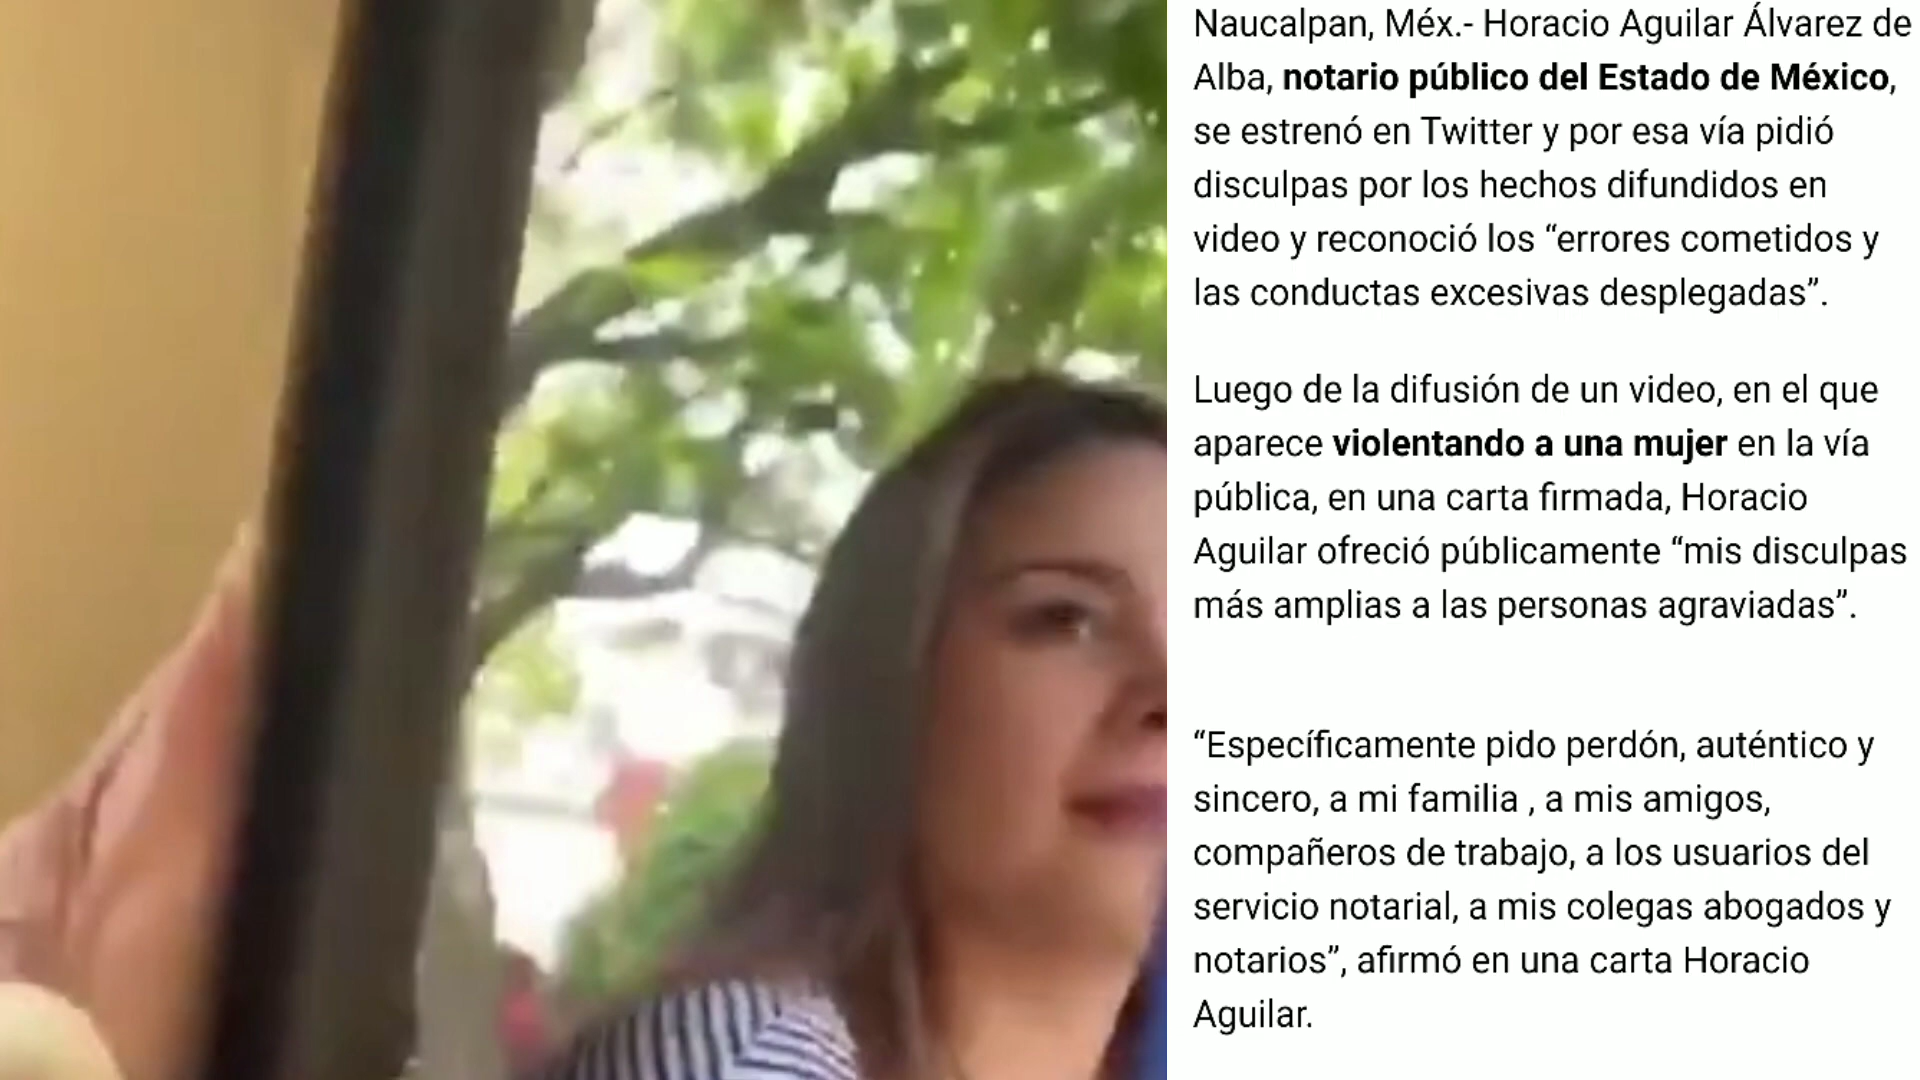 Naucalpan, Méx.- Horacio Aguilar Álvarez de
Alba, notario público del Estado de México,
se estrenó en Twitter y por esa vía pidió
disculpas por los hechos difundidos en
video y reconoció los “errores cometidos y
las conductas excesivas desplegadas”.
Luego de la difusión de un video, en el que
aparece violentando a una mujer en la vía
pública, en una carta firmada, Horacio
Aguilar ofreció públicamente “mis disculpas
más amplias a las personas agraviadas”.
“Específicamente pido perdón, auténtico y
sincero, a mi familia , a mis amigos,
compañeros de trabajo, a los usuarios del
servicio notarial, a mis colegas abogados y
notarios”, afirmó en una carta Horacio
Aguilar.